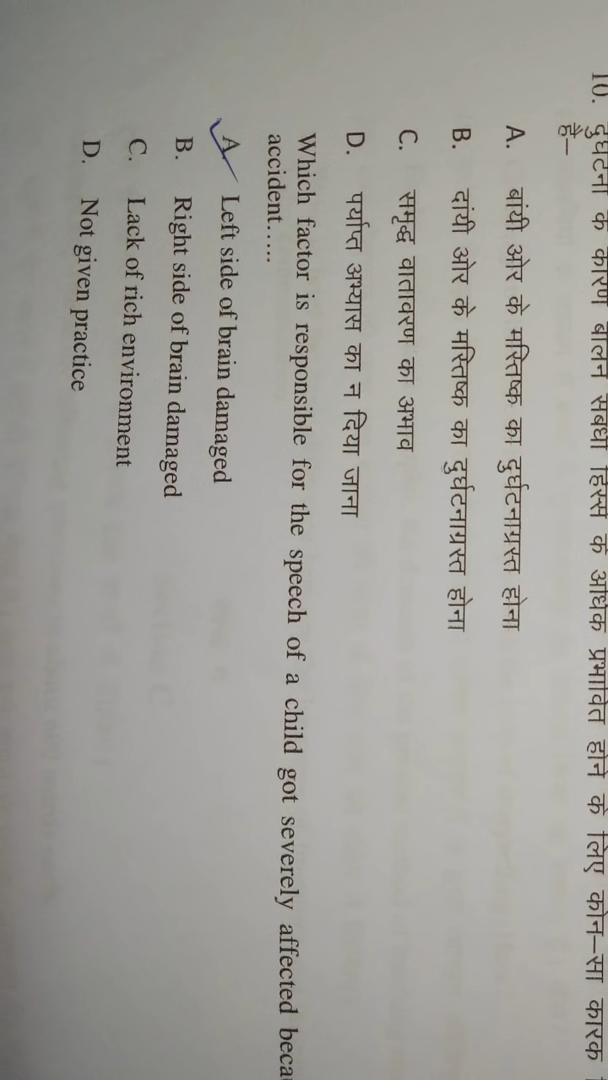 10. दुर्घटना के कारण बोलने संबंधी हिस्से के अधिक प्रभावित होने के लिए कौन–सा कारक
है–
A. बांयी ओर के मस्तिष्क का दुर्घटनाग्रस्त होना
B. दांयी ओर के मस्तिष्क का दुर्घटनाग्रस्त होना
C. समृद्ध वातावरण का अभाव
D. पर्याप्त अभ्यास का न दिया जाना
Which factor is responsible for the speech of a child got severely affected becau
accident.....
A Left side of brain damaged
B. Right side of brain damaged
C. Lack of rich environment
D. Not given practice